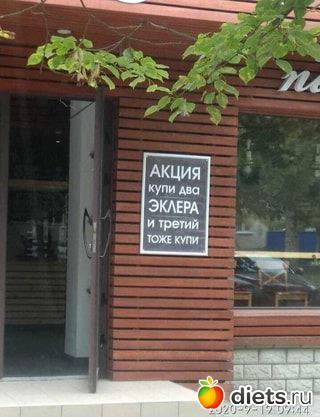 АКЦИЯ
купи два
ЭКЛЕРА
и третий
ТОЖЕ КУПИ
2020-9-19 09:44
diets.ru